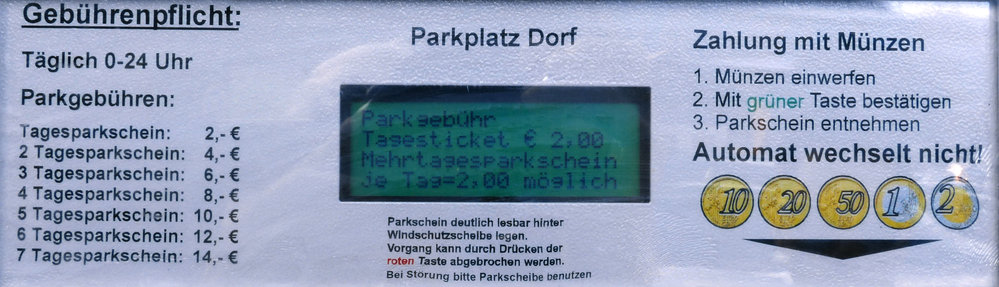 Gebührenpflicht:
Täglich 0-24 Uhr
Parkgebühren:
Tagesparkschein: 2,- €
2 Tagesparkschein: 4,- €
3 Tagesparkschein: 6,- €
4 Tagesparkschein: 8,- €
5 Tagesparkschein: 10,- €
6 Tagesparkschein: 12,- €
7 Tagesparkschein: 14,- €
Parkplatz Dorf
Parkgebühr
Tagesticket € 2,00
Mehrtagesparkschein
je Tag=2,00 möglich
Parkschein deutlich lesbar hinter
Windschutzscheibe legen.
Vorgang kann durch Drücken der
roten Taste abgebrochen werden.
Bei Störung bitte Parkscheibe benutzen
Zahlung mit Münzen
1. Münzen einwerfen
2. Mit grüner Taste bestätigen
3. Parkschein entnehmen
Automat wechselt nicht!
10 20 50 1 2